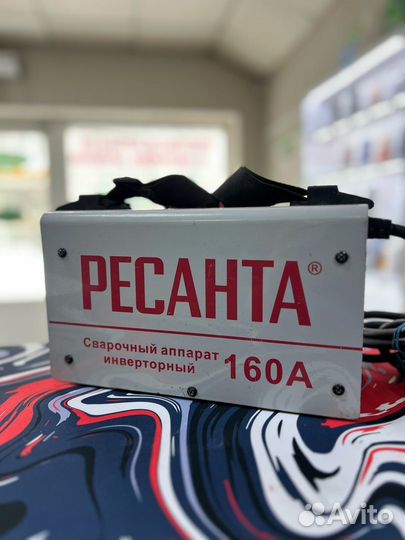 РЕСАНТА®
Сварочный аппарат
инверторный 160А
Avito